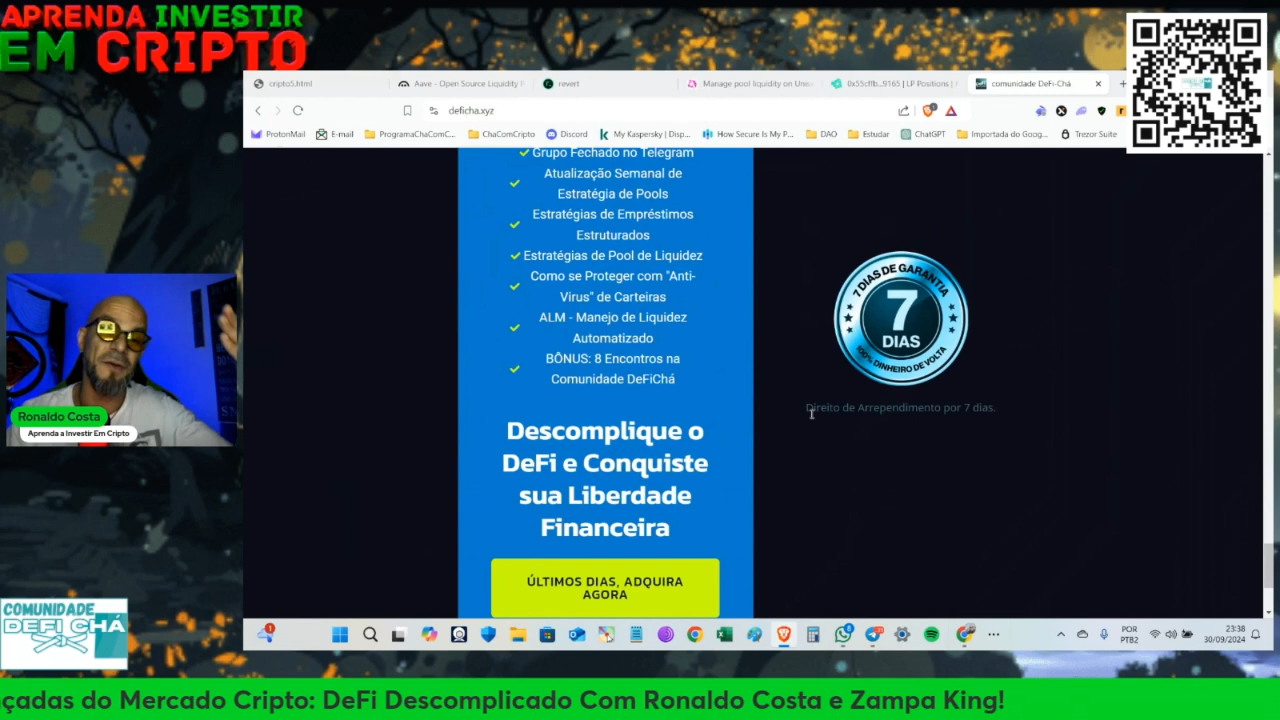 APRENDA INVESTIR
EM CRIPTO
cripto5.html
Aave - Open Source Liquidity
revert
Manage pool liquidity on
0x55cffb...9165 | LP Positions |
comunidade DeFi-Chá
deficha.xyz
ProtonMail
E-mail
ProgramaChaComC...
ChaComCripto
Discord
My Kaspersky | Disp...
How Secure Is My P...
DAO
Estudar
ChatGPT
Importada do Goog...
Trezor Suite
Grupo Fechado no Telegram
Atualização Semanal de
Estratégia de Pools
Estratégias de Empréstimos
Estruturados
Estratégias de Pool de Liquidez
Como se Proteger com "Anti-
Virus" de Carteiras
ALM - Manejo de Liquidez
Automatizado
BÔNUS: 8 Encontros na
Comunidade DeFiChá
Descomplique o
DeFi e Conquiste
sua Liberdade
Financeira
ÚLTIMOS DIAS, ADQUIRA
AGORA
7 DIAS DE GARANTIA
7
DIAS
100% DINHEIRO DE VOLTA
Direito de Arrependimento por 7 dias.
Ronaldo Costa
Aprenda a Investir Em Cripto
COMUNIDADE
DEFI CHÁ
POR
PTB2
23:38
30/09/2024
çadas do Mercado Cripto: DeFi Descomplicado Com Ronaldo Costa e Zampa King!